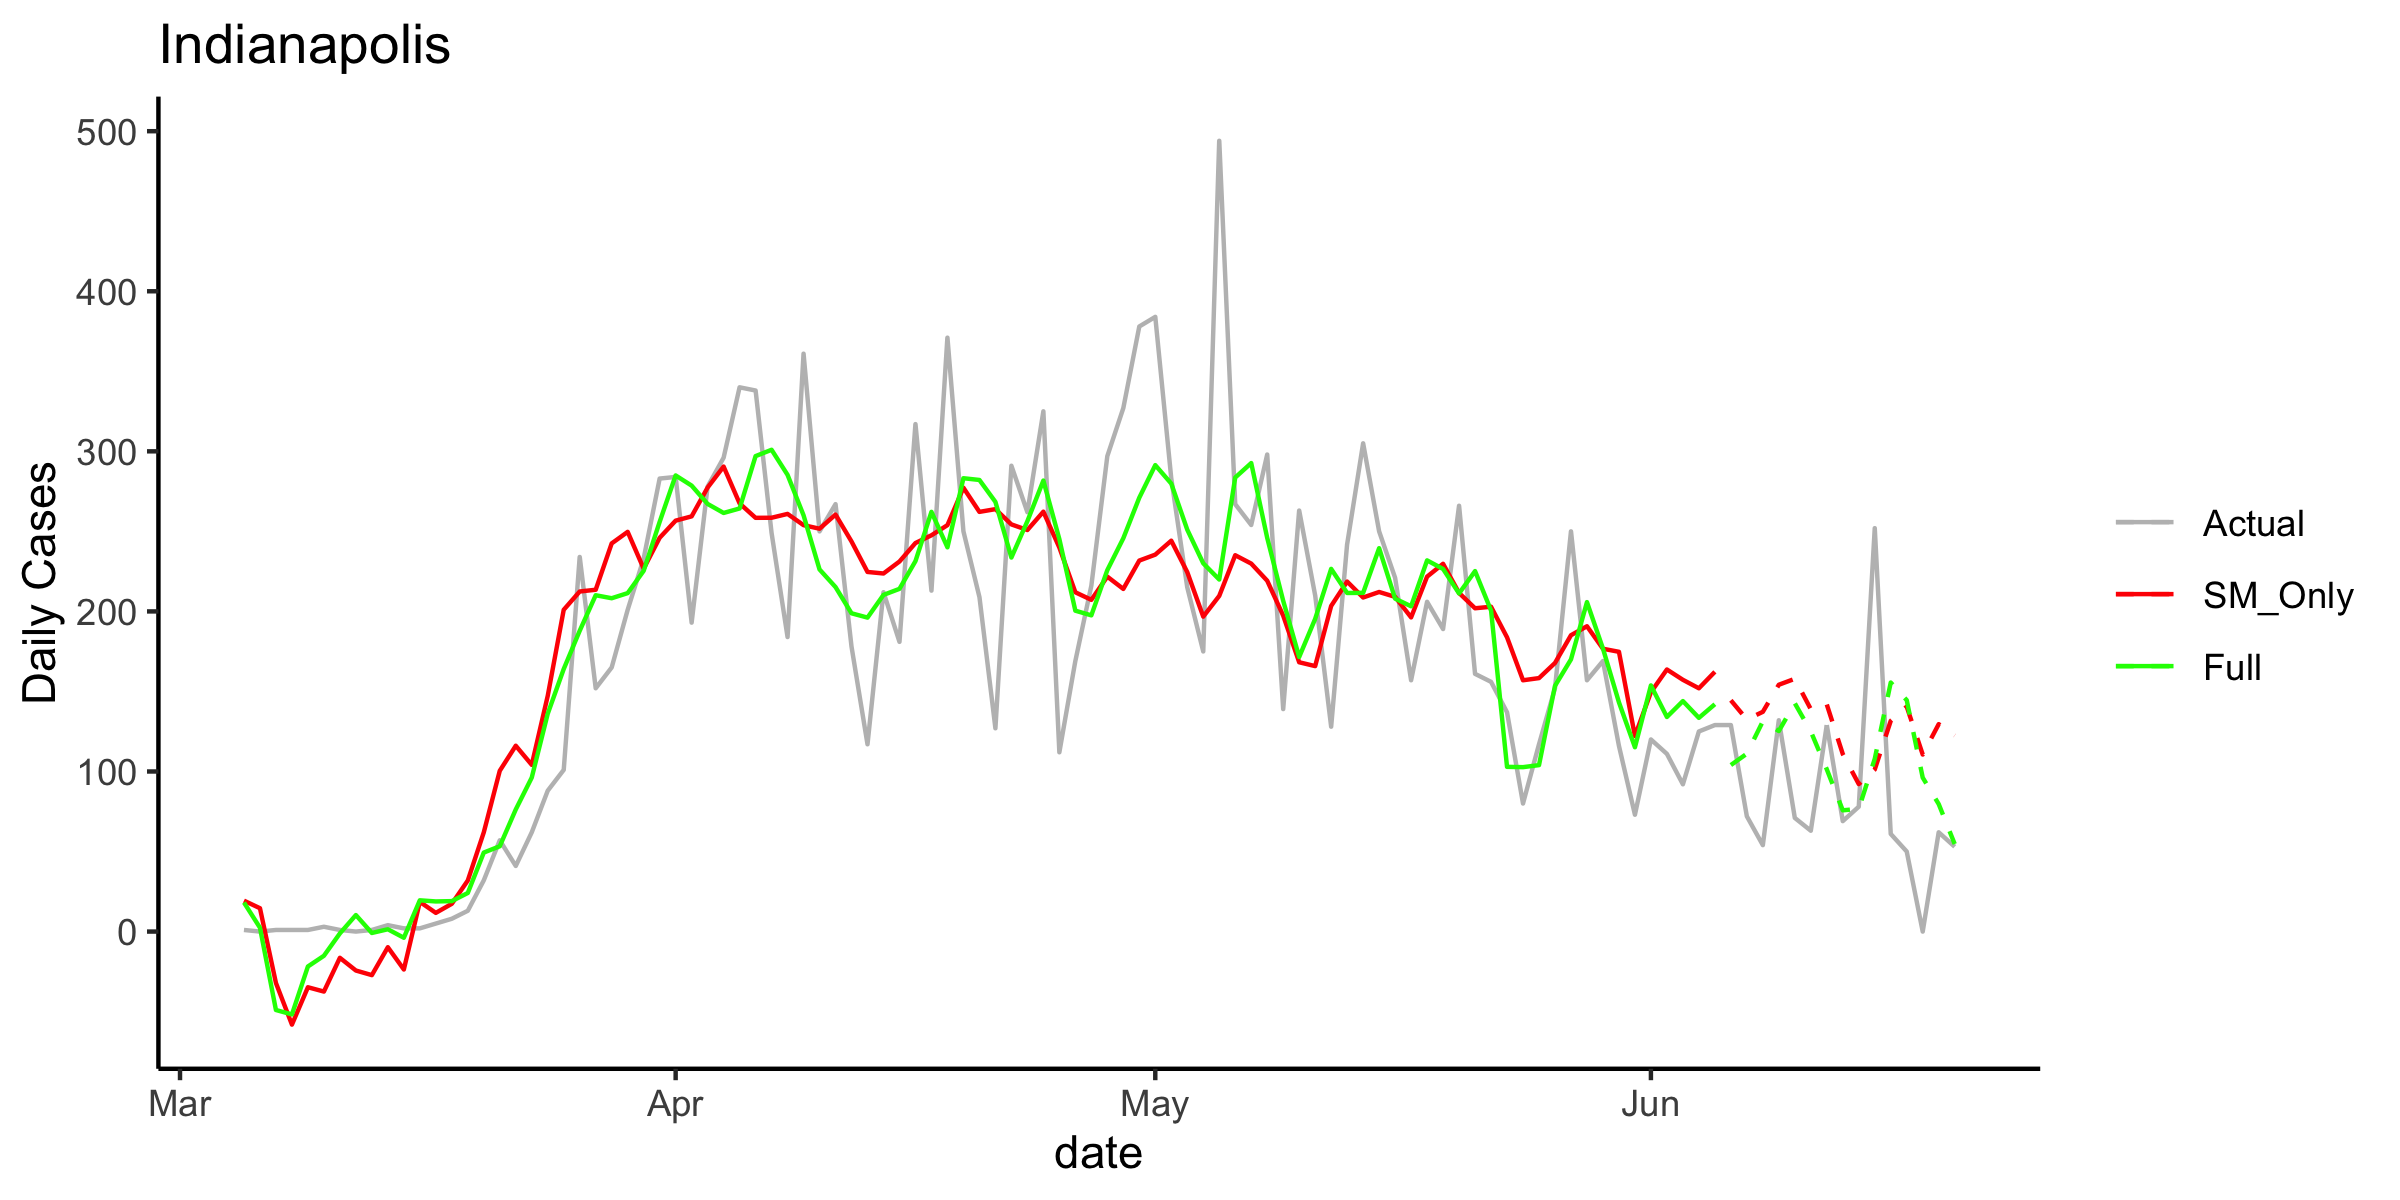 Indianapolis
500
400
300
200
100
0
Daily Cases
Mar
Apr
May
Jun
date
Actual
SM_Only
Full